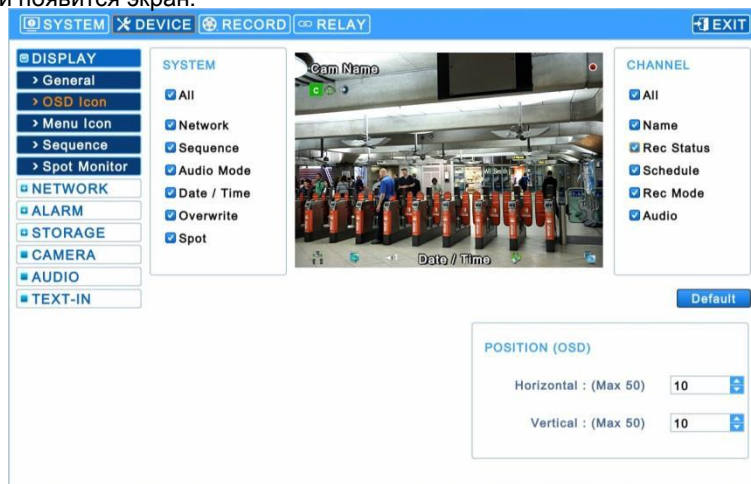 и появится экран:
SYSTEM DEVICE RECORD RELAY EXIT
DISPLAY
> General
> OSD Icon
> Menu Icon
> Sequence
> Spot Monitor
NETWORK
ALARM
STORAGE
CAMERA
AUDIO
TEXT-IN
SYSTEM
All
Network
Sequence
Audio Mode
Date / Time
Overwrite
Spot
Cam Name
C
Date / Time
CHANNEL
All
Name
Rec Status
Schedule
Rec Mode
Audio
Default
POSITION (OSD)
Horizontal : (Max 50) 10
Vertical : (Max 50) 10